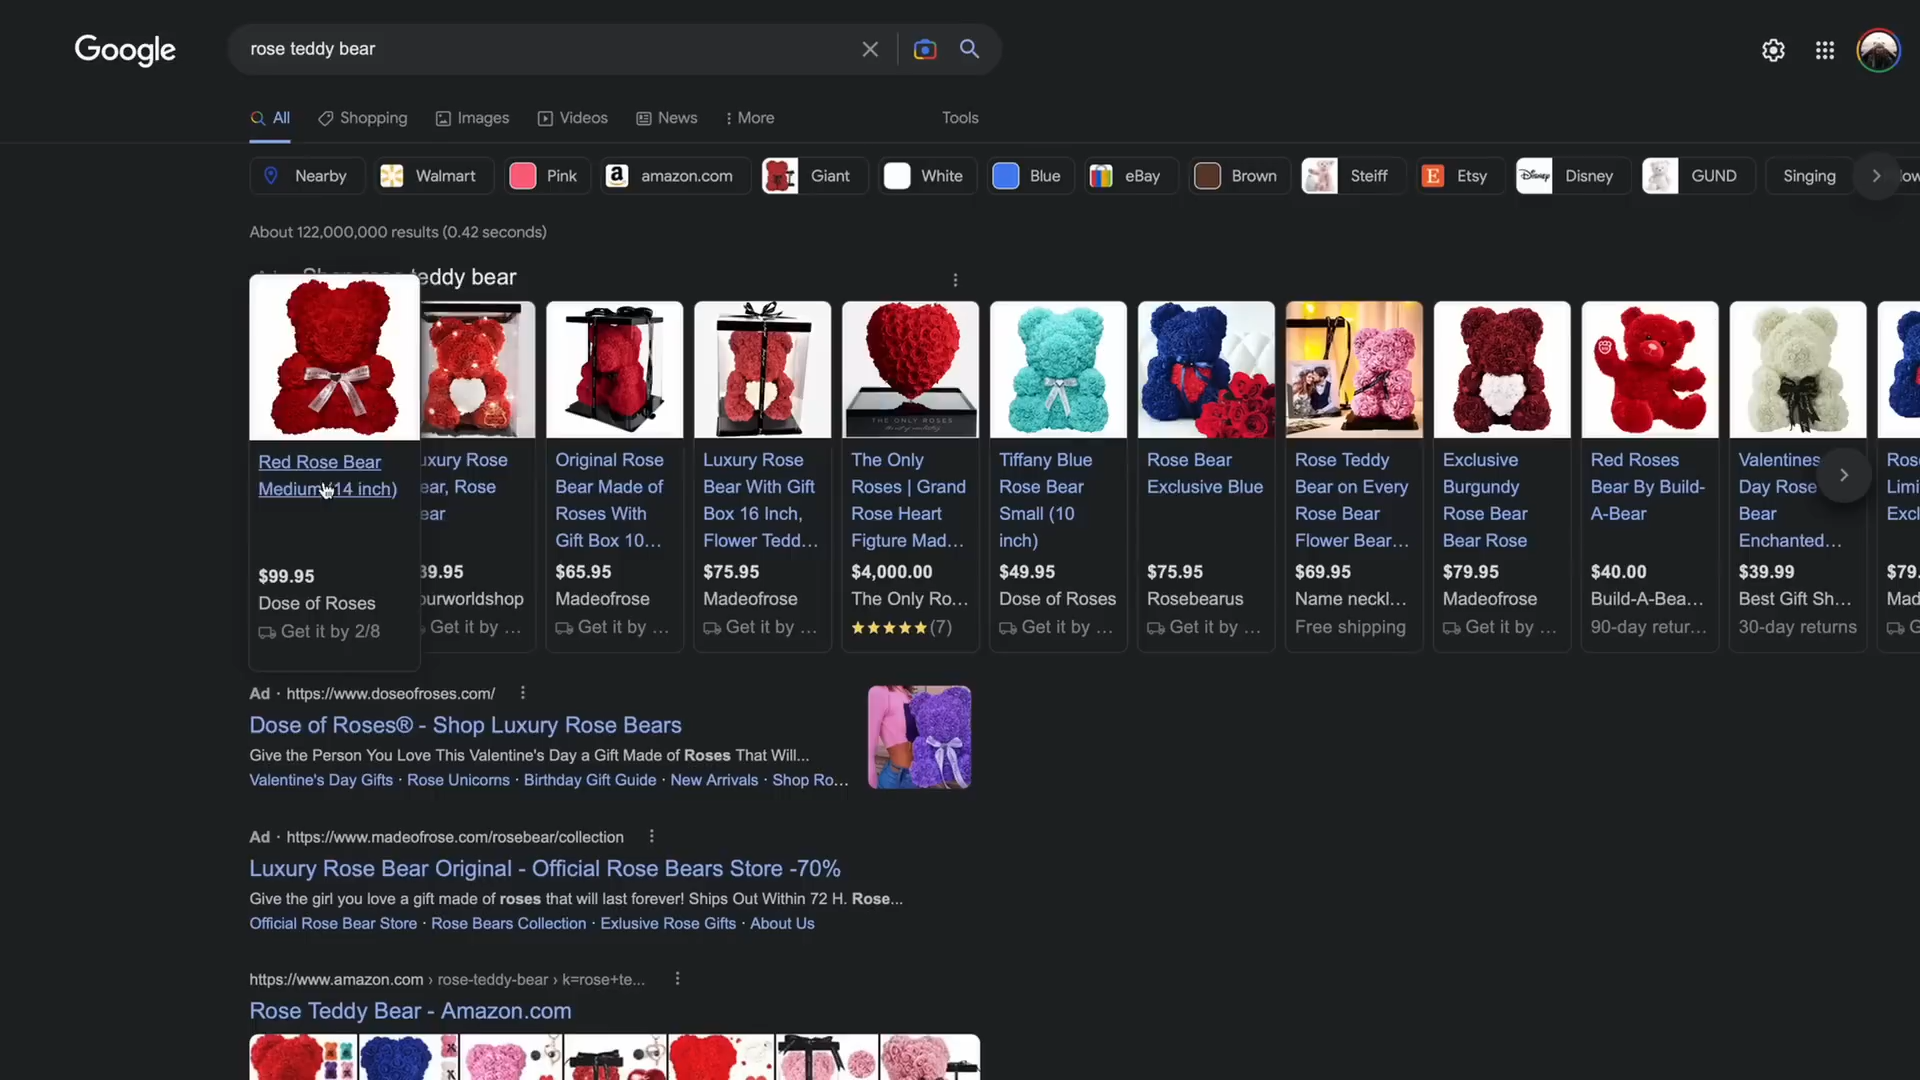 Google
rose teddy bear
All
Shopping
Images
Videos
News
More
Tools
Nearby
Walmart
Pink
amazon.com
Giant
White
Blue
eBay
Brown
Steiff
Etsy
Disney
GUND
Singing
About 122,000,000 results (0.42 seconds)
teddy bear
Red Rose Bear
Medium (14 inch)
$99.95
Dose of Roses
Get it by 2/8
uxury Rose
ear, Rose
ear
39.95
ourworldshop
Get it by ...
Original Rose
Bear Made of
Roses With
Gift Box 10...
$65.95
Madeofrose
Get it by ...
Luxury Rose
Bear With Gift
Box 16 Inch,
Flower Tedd...
$75.95
Madeofrose
Get it by ...
THE ONLY ROSES
The Only
Roses | Grand
Rose Heart
Figture Mad...
$4,000.00
The Only Ro...
(7)
Tiffany Blue
Rose Bear
Small (10
inch)
$49.95
Dose of Roses
Get it by ...
Rose Bear
Exclusive Blue
$75.95
Rosebearus
Get it by ...
Rose Teddy
Bear on Every
Rose Bear
Flower Bear...
$69.95
Name neckl...
Free shipping
Exclusive
Burgundy
Rose Bear
Bear Rose
$79.95
Madeofrose
Get it by ...
Red Roses
Bear By Build-
A-Bear
$40.00
Build-A-Bea...
90-day retur...
Valentines
Day Rose
Bear
Enchanted...
$39.99
Best Gift Sh...
30-day returns
Ros
Limi
Excl
$79.
Mad
G
Ad · https://www.doseofroses.com/
Dose of Roses® - Shop Luxury Rose Bears
Give the Person You Love This Valentine's Day a Gift Made of Roses That Will...
Valentine's Day Gifts · Rose Unicorns · Birthday Gift Guide · New Arrivals · Shop Ro...
Ad · https://www.madeofrose.com/rosebear/collection
Luxury Rose Bear Original - Official Rose Bears Store -70%
Give the girl you love a gift made of roses that will last forever! Ships Out Within 72 H. Rose...
Official Rose Bear Store · Rose Bears Collection · Exlusive Rose Gifts · About Us
https://www.amazon.com › rose-teddy-bear › k=rose+te...
Rose Teddy Bear - Amazon.com